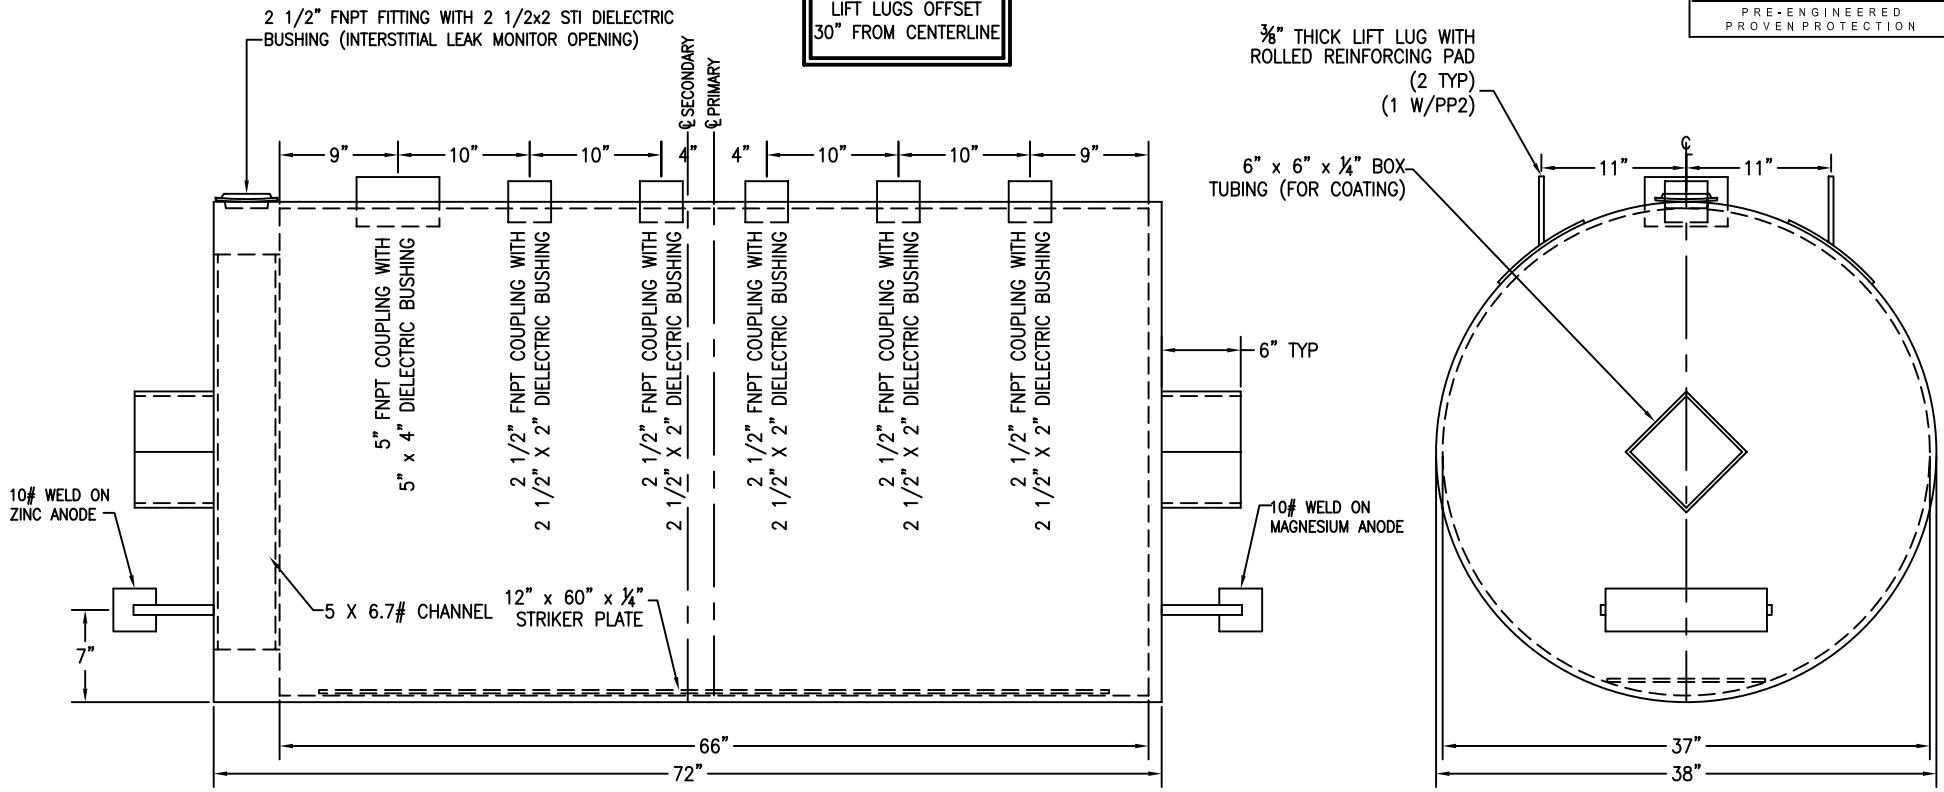 2 1/2" FNPT FITTING WITH 2 1/2x2 STI DIELECTRIC
BUSHING (INTERSTITIAL LEAK MONITOR OPENING)
LIFT LUGS OFFSET
30" FROM CENTERLINE
PRE-ENGINEERED
PROVEN PROTECTION
⅜" THICK LIFT LUG WITH
ROLLED REINFORCING PAD
(2 TYP)
(1 W/PP2)
℄ SECONDARY
℄ PRIMARY
9"
10"
10"
4"
4"
10"
10"
9"
6" x 6" x ¼" BOX
TUBING (FOR COATING)
℄
11"
11"
5" FNPT COUPLING WITH
5" x 4" DIELECTRIC BUSHING
2 1/2" FNPT COUPLING WITH
2 1/2" X 2" DIELECTRIC BUSHING
2 1/2" FNPT COUPLING WITH
2 1/2" X 2" DIELECTRIC BUSHING
2 1/2" FNPT COUPLING WITH
2 1/2" X 2" DIELECTRIC BUSHING
2 1/2" FNPT COUPLING WITH
2 1/2" X 2" DIELECTRIC BUSHING
2 1/2" FNPT COUPLING WITH
2 1/2" X 2" DIELECTRIC BUSHING
6" TYP
10# WELD ON
ZINC ANODE
10# WELD ON
MAGNESIUM ANODE
5 X 6.7# CHANNEL
12" x 60" x ¼"
STRIKER PLATE
7"
66"
72"
37"
38"